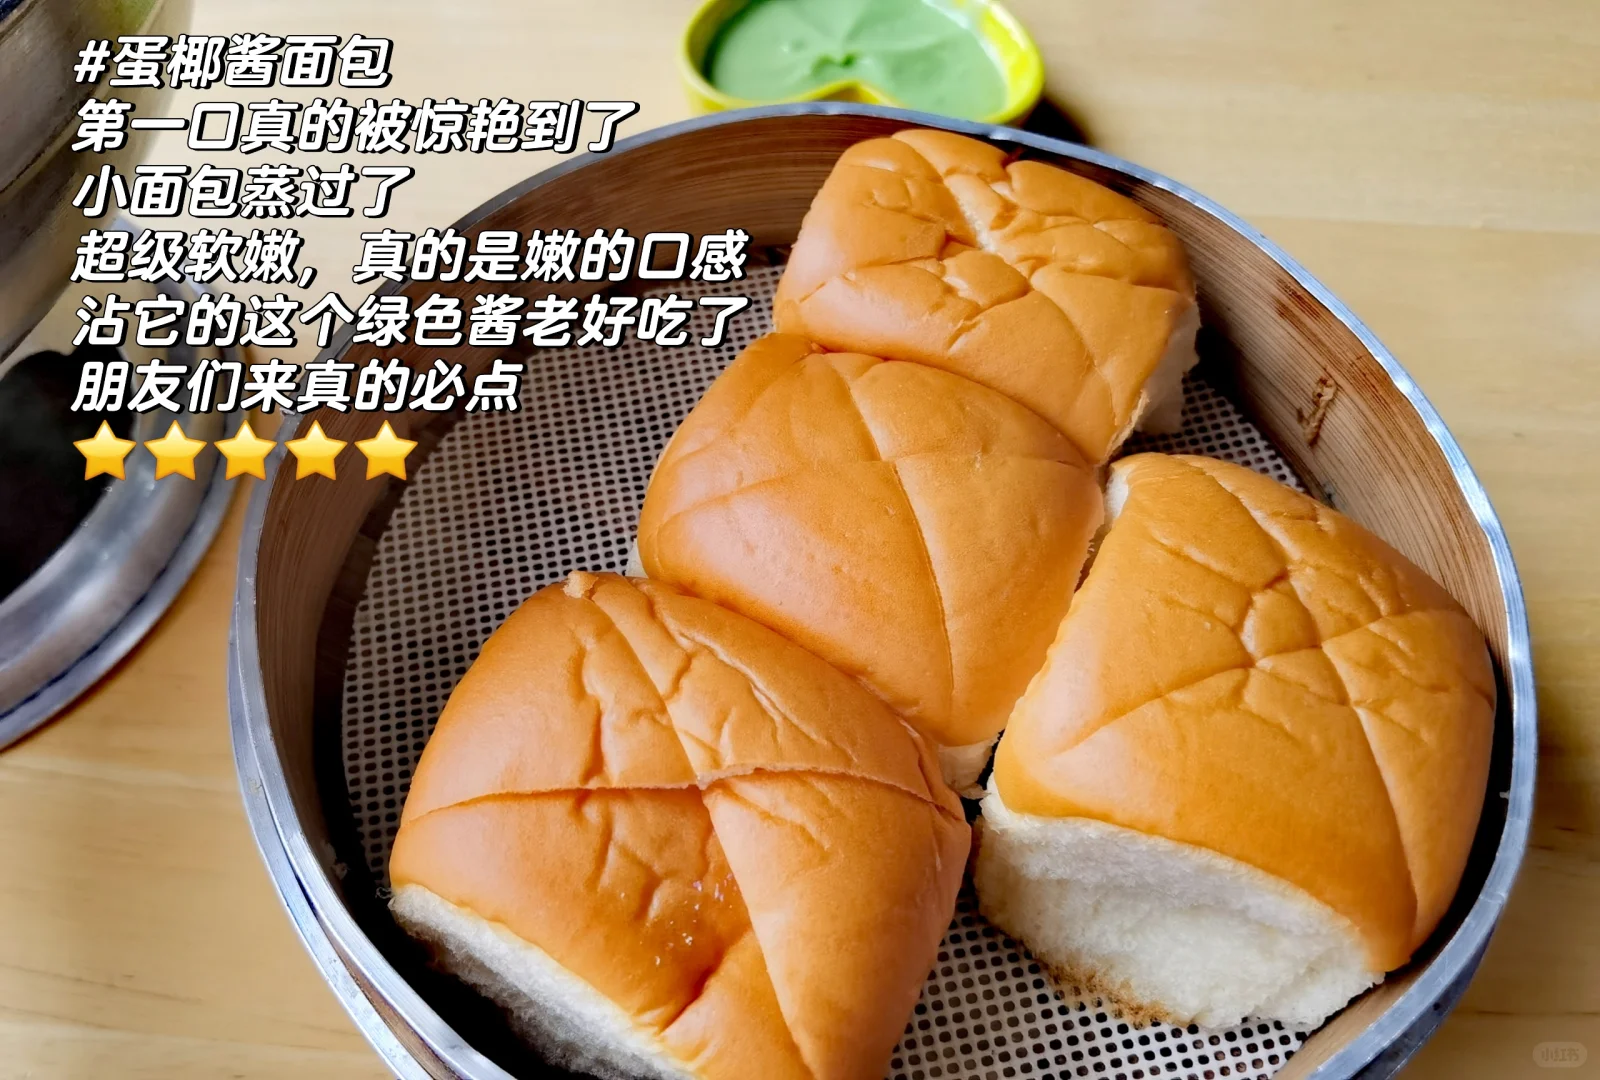 #蛋椰酱面包
第一口真的被惊艳到了
小面包蒸过了
超级软嫩，真的是嫩的口感
沾它的这个绿色酱老好吃了
朋友们来真的必点
⭐⭐⭐⭐⭐